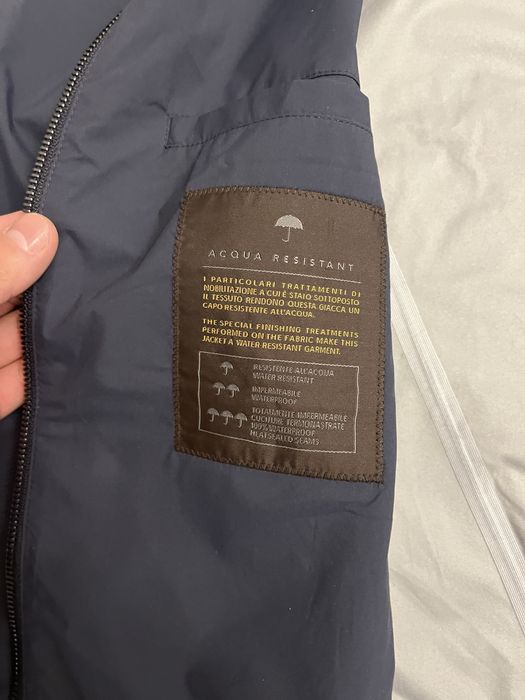 ACQUA RESISTANT
I PARTICOLARI TRATTAMENTI DI
NOBILITAZIONE A CUI È STATO SOTTOPOSTO
IL TESSUTO RENDONO QUESTA GIACCA UN
CAPO RESISTENTE ALL'ACQUA.
THE SPECIAL FINISHING TREATMENTS
PERFORMED ON THE FABRIC MAKE THIS
JACKET A WATER-RESISTANT GARMENT.
RESISTENTE ALL'ACQUA
WATER RESISTANT
IMPERMEABILE
WATERPROOF
TOTALMENTE IMPERMEABILE
CUCITURE TERMONASTRATE
100% WATERPROOF
HEATSEALED SEAMS